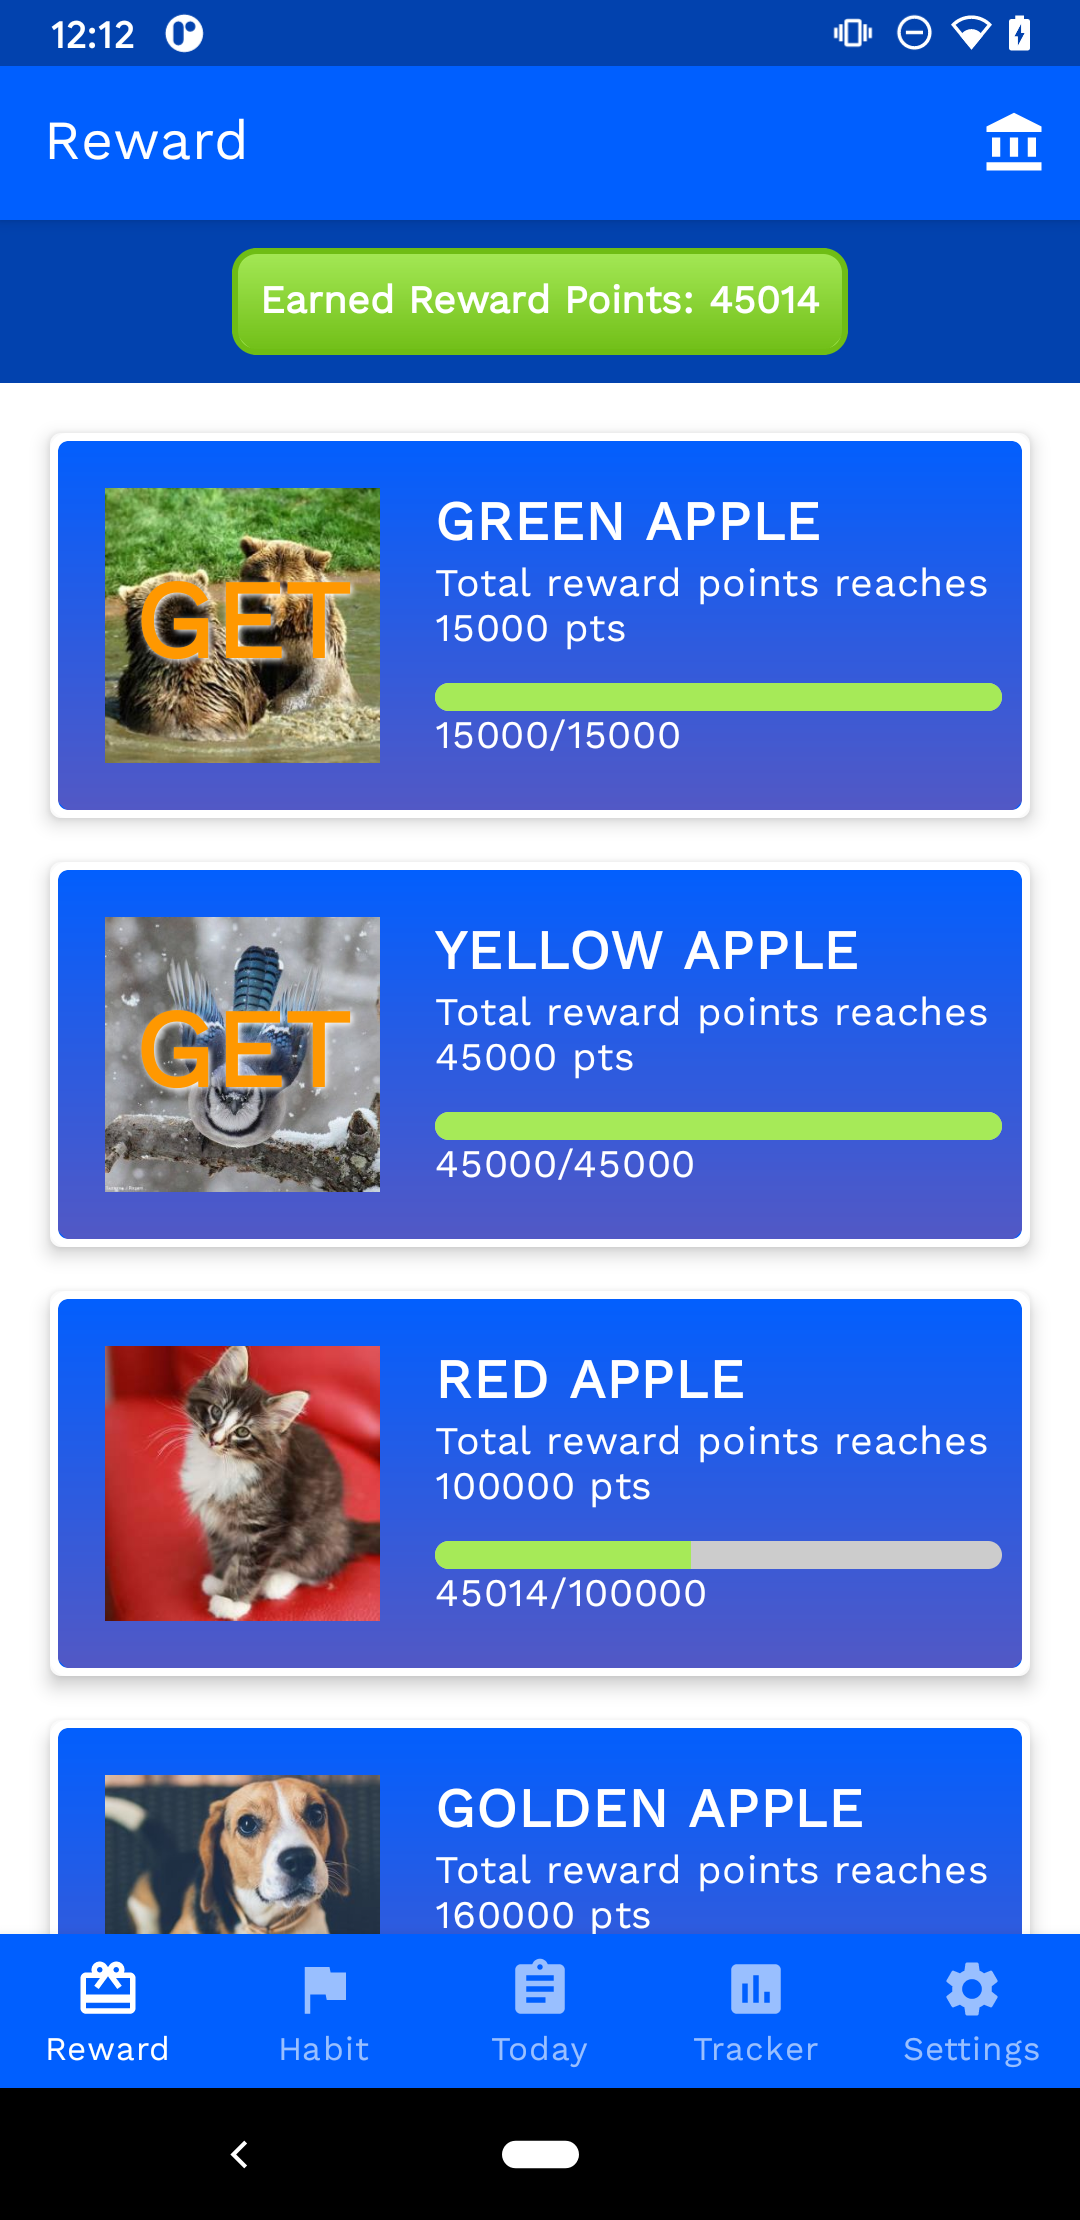 12:12
Reward
Earned Reward Points: 45014
GREEN APPLE
Total reward points reaches
15000 pts
GET
15000/15000
YELLOW APPLE
Total reward points reaches
45000 pts
GET
45000/45000
RED APPLE
Total reward points reaches
100000 pts
45014/100000
GOLDEN APPLE
Total reward points reaches
160000 pts
Reward
Habit
Today
Tracker
Settings